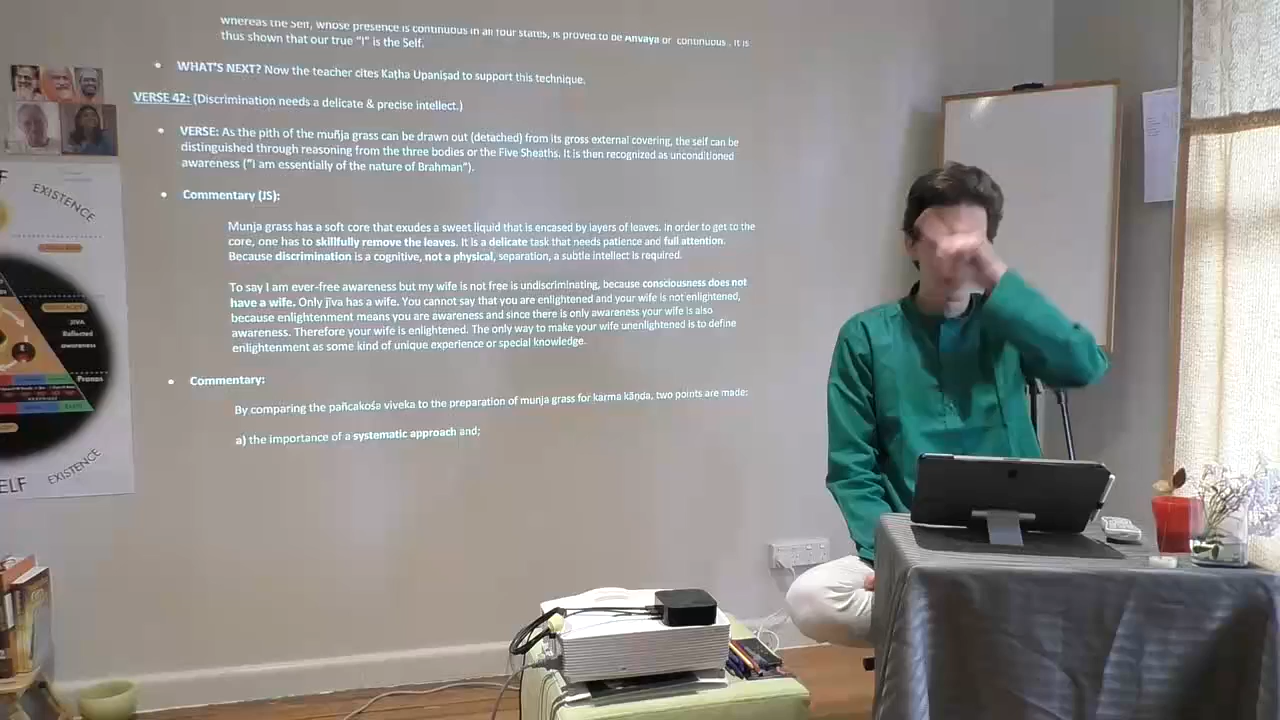 whereas the Self, whose presence is continuous in all four states, is proved to be Anvaya or continuous . It is
thus shown that our true "I" is the Self.
• WHAT'S NEXT? Now the teacher cites Kaṭha Upaniṣad to support this technique.
VERSE 42: (Discrimination needs a delicate & precise intellect.)
• VERSE: As the pith of the muñja grass can be drawn out (detached) from its gross external covering, the self can be
distinguished through reasoning from the three bodies or the Five Sheaths. It is then recognized as unconditioned
awareness ("I am essentially of the nature of Brahman").
• Commentary (JS):
Munja grass has a soft core that exudes a sweet liquid that is encased by layers of leaves. In order to get to the
core, one has to skillfully remove the leaves. It is a delicate task that needs patience and full attention.
Because discrimination is a cognitive, not a physical, separation, a subtle intellect is required.
To say I am ever-free awareness but my wife is not free is undiscriminating, because consciousness does not
have a wife. Only jīva has a wife. You cannot say that you are enlightened and your wife is not enlightened,
because enlightenment means you are awareness and since there is only awareness your wife is also
awareness. Therefore your wife is enlightened. The only way to make your wife unenlightened is to define
enlightenment as some kind of unique experience or special knowledge.
• Commentary:
By comparing the pañcakośa viveka to the preparation of munja grass for karma kāṇḍa, two points are made:
a) the importance of a systematic approach and;
EXISTENCE
JIVA
Reflected
awareness
Pranas
EXISTENCE
ELF